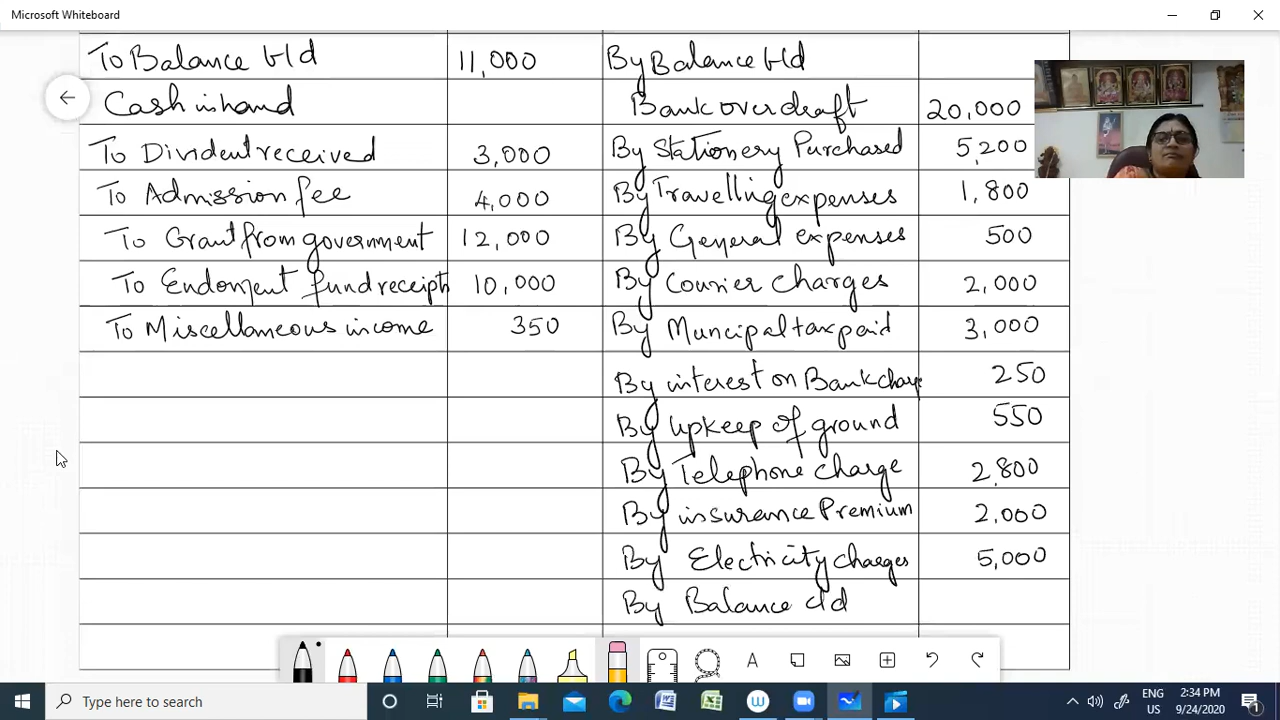 Microsoft Whiteboard
To Balance b/d 11,000 By Balance b/d
Cash in hand Bank overdraft 20,000
To Divident received 3,000 By Stationery Purchased 5,200
To Admission fee 4,000 By Travelling expenses 1,800
To Grant from government 12,000 By General expenses 500
To Endowment fund receipts 10,000 By Courier charges 2,000
To Miscellaneous income 350 By Muncipal tax paid 3,000
By interest on Bank charge 250
By upkeep of ground 550
By Telephone charge 2,800
By inssurance Premium 2,000
By Electricity charges 5,000
By Balance c/d
Type here to search
ENG
US
2:34 PM
9/24/2020